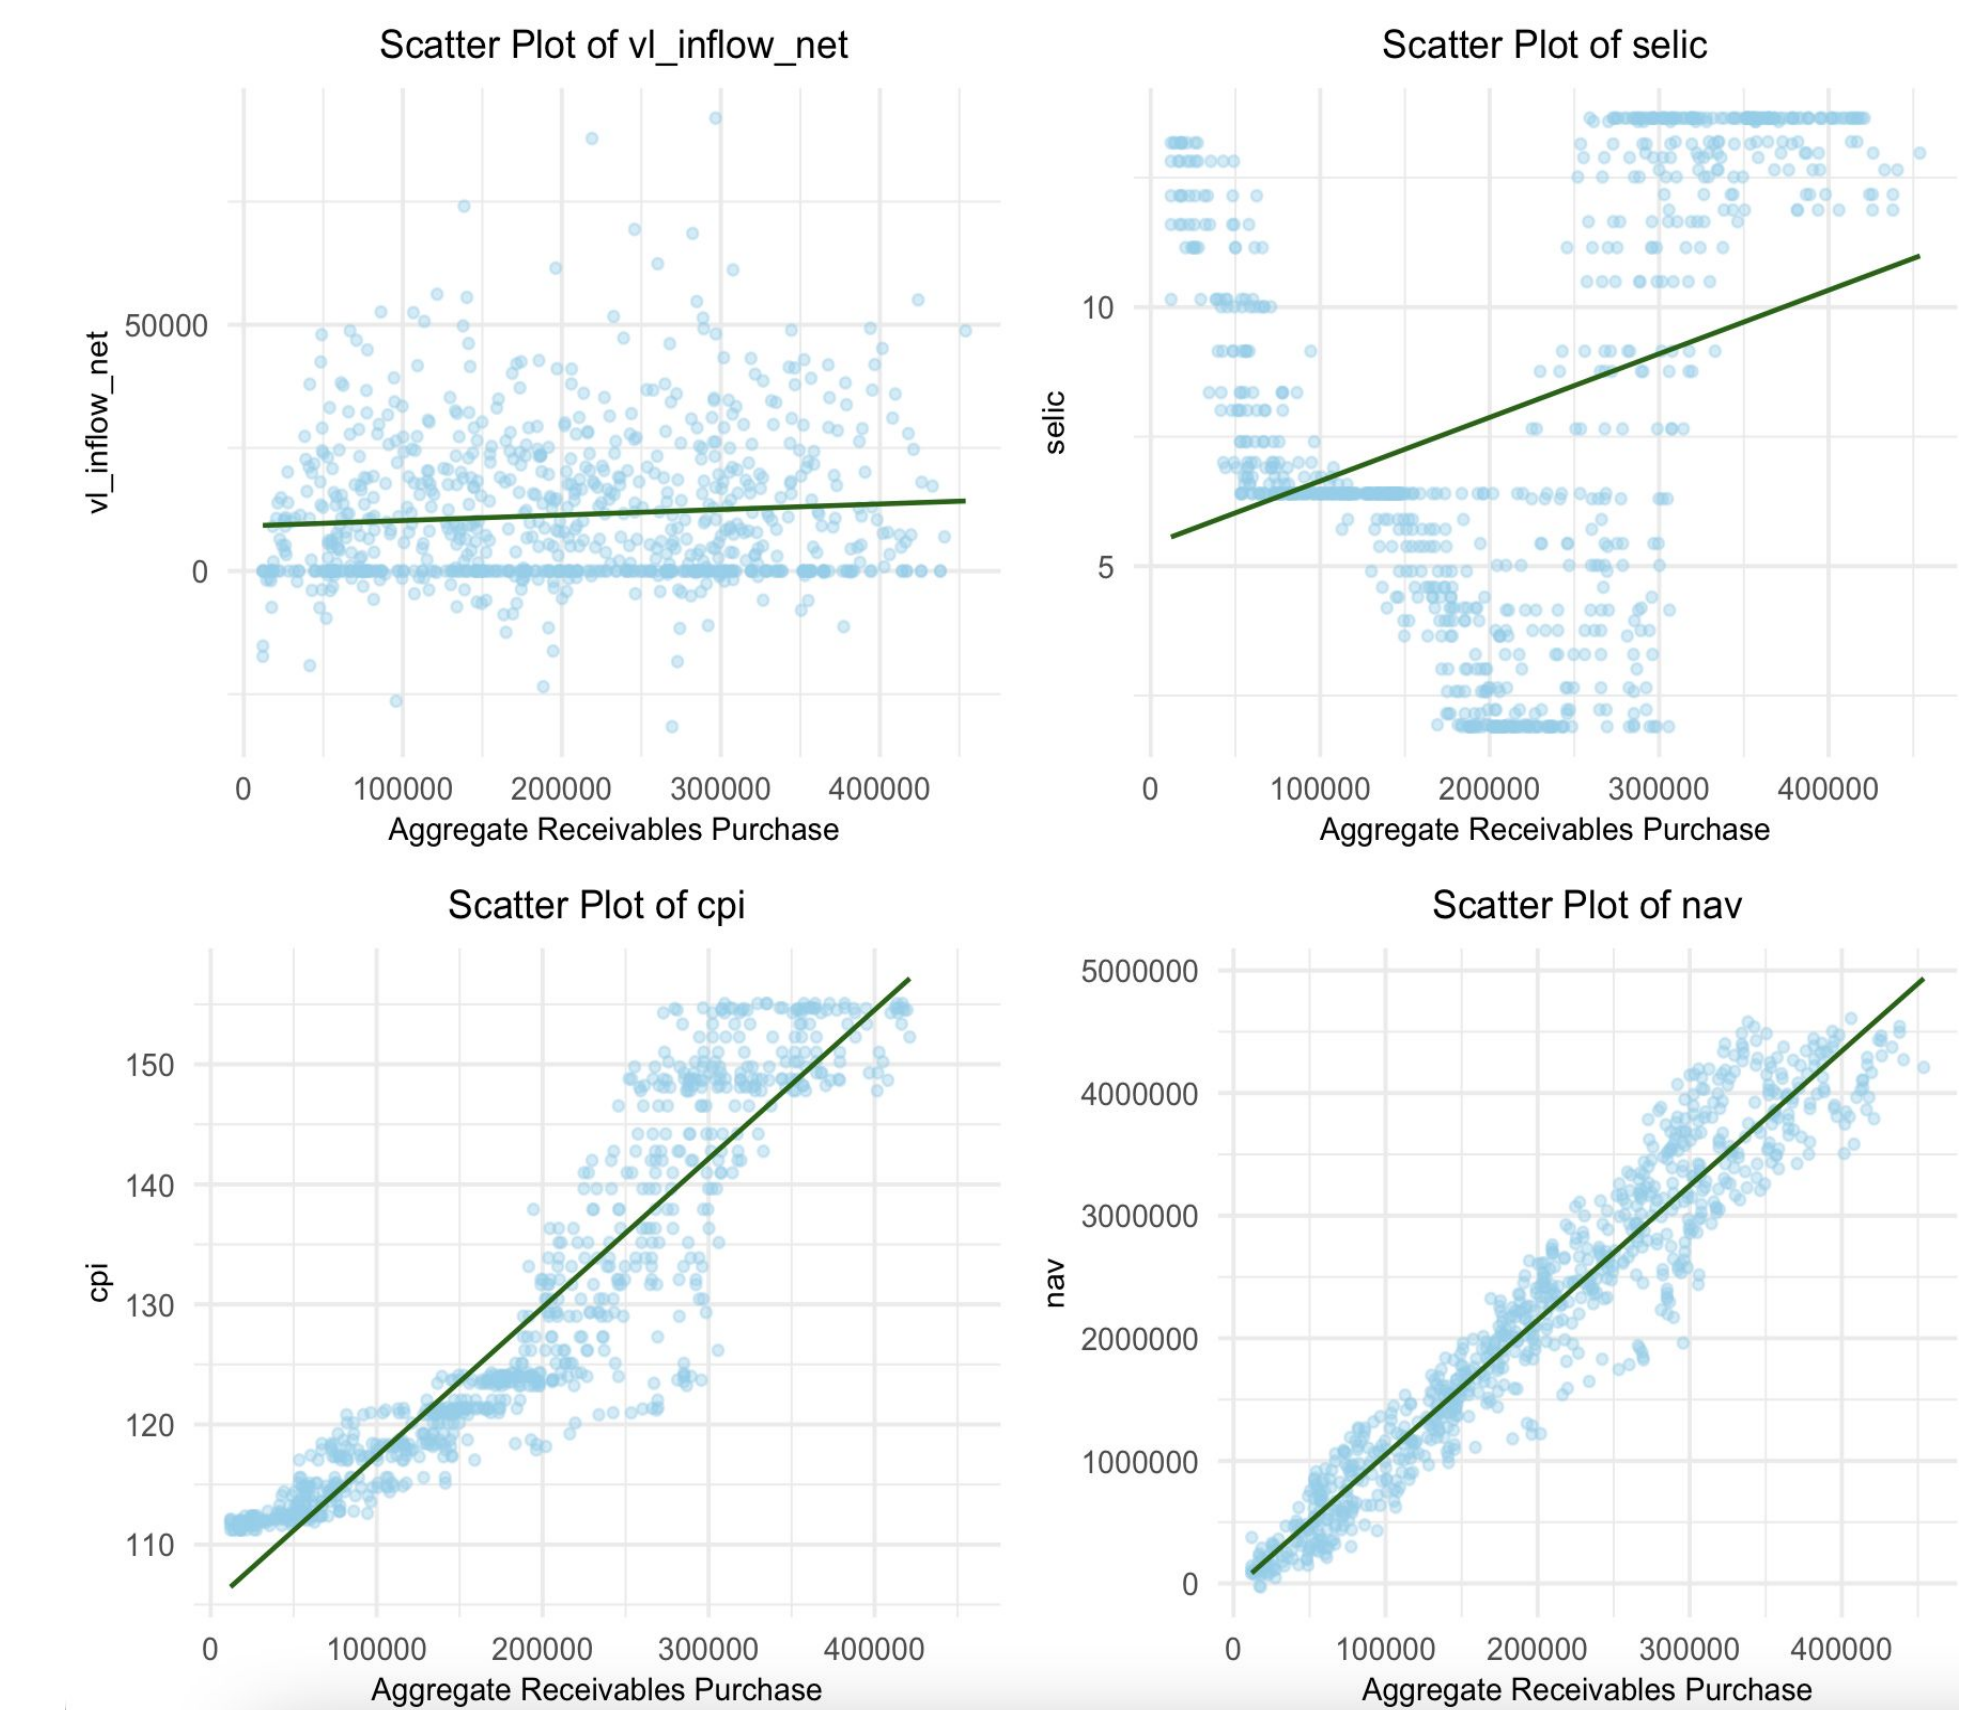 Scatter Plot of vl_inflow_net
vl_inflow_net
50000
0
0 100000 200000 300000 400000
Aggregate Receivables Purchase
Scatter Plot of selic
selic
10
5
0 100000 200000 300000 400000
Aggregate Receivables Purchase
Scatter Plot of cpi
cpi
150
140
130
120
110
0 100000 200000 300000 400000
Aggregate Receivables Purchase
Scatter Plot of nav
nav
5000000
4000000
3000000
2000000
1000000
0
0 100000 200000 300000 400000
Aggregate Receivables Purchase